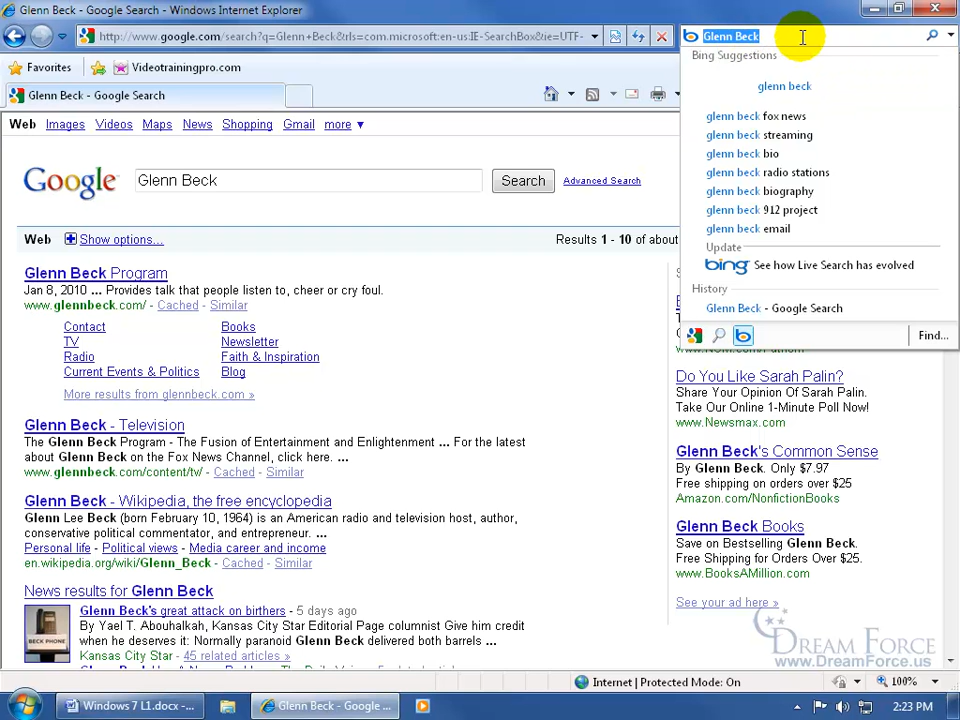 Glenn Beck - Google Search - Windows Internet Explorer
http://www.google.com/search?q=Glenn+Beck&rls=com.microsoft:en-us:IE-SearchBox&ie=UTF-
Glenn Beck
Favorites
Videotrainingpro.com
Bing Suggestions
Glenn Beck - Google Search
glenn beck
glenn beck fox news
glenn beck streaming
glenn beck bio
glenn beck radio stations
glenn beck biography
glenn beck 912 project
glenn beck email
Update
bing See how Live Search has evolved
History
Glenn Beck - Google Search
Find...
Web Images Videos Maps News Shopping Gmail more ▼
Google
Glenn Beck
Search
Advanced Search
Web
Show options...
Results 1 - 10 of about
Glenn Beck Program
Jan 8, 2010 ... Provides talk that people listen to, cheer or cry foul.
www.glennbeck.com/ - Cached - Similar
Contact
Books
TV
Newsletter
Radio
Faith & Inspiration
Current Events & Politics
Blog
More results from glennbeck.com »
Glenn Beck - Television
The Glenn Beck Program - The Fusion of Entertainment and Enlightenment ... For the latest
about Glenn Beck on the Fox News Channel, click here. ...
www.glennbeck.com/content/tv/ - Cached - Similar
Glenn Beck - Wikipedia, the free encyclopedia
Glenn Lee Beck (born February 10, 1964) is an American radio and television host, author,
conservative political commentator, and entrepreneur. ...
Personal life - Political views - Media career and income
en.wikipedia.org/wiki/Glenn_Beck - Cached - Similar
News results for Glenn Beck
BECK PHONE
Glenn Beck's great attack on birthers - 5 days ago
By Yael T. Abouhalkah, Kansas City Star Editorial Page columnist Give him credit
when he deserves it: Normally paranoid Glenn Beck delivered both barrels ...
Kansas City Star - 45 related articles »
Do You Like Sarah Palin?
Share Your Opinion Of Sarah Palin.
Take Our Online 1-Minute Poll Now!
www.Newsmax.com
Glenn Beck's Common Sense
By Glenn Beck. Only $7.97
Free shipping on orders over $25
Amazon.com/NonfictionBooks
Glenn Beck Books
Save on Bestselling Glenn Beck.
Free Shipping for Orders Over $25.
www.BooksAMillion.com
See your ad here »
DREAM FORCE
www.DreamForce.us
Internet | Protected Mode: On
100%
Windows 7 L1.docx - ...
Glenn Beck - Google ...
2:23 PM